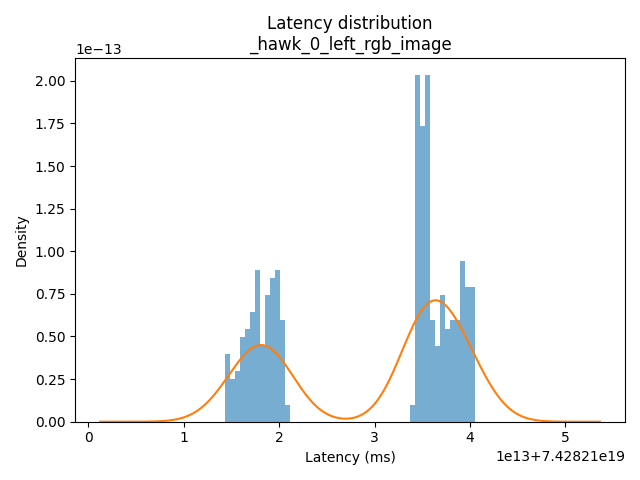 Latency distribution
_hawk_0_left_rgb_image
1e−13
2.00
1.75
1.50
1.25
1.00
0.75
0.50
0.25
0.00
Density
0 1 2 3 4 5
Latency (ms)
1e13+7.42821e19